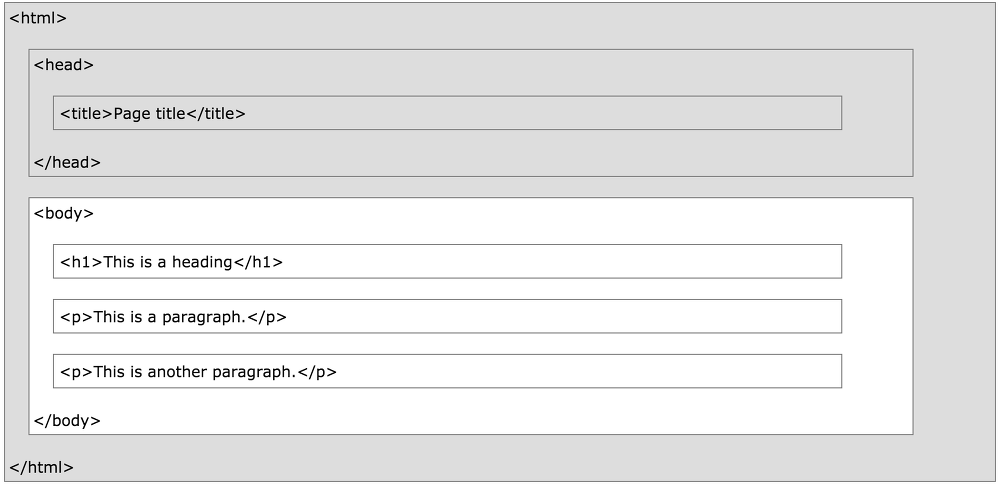 <html>
<head>
<title>Page title</title>
</head>
<body>
<h1>This is a heading</h1>
<p>This is a paragraph.</p>
<p>This is another paragraph.</p>
</body>
</html>